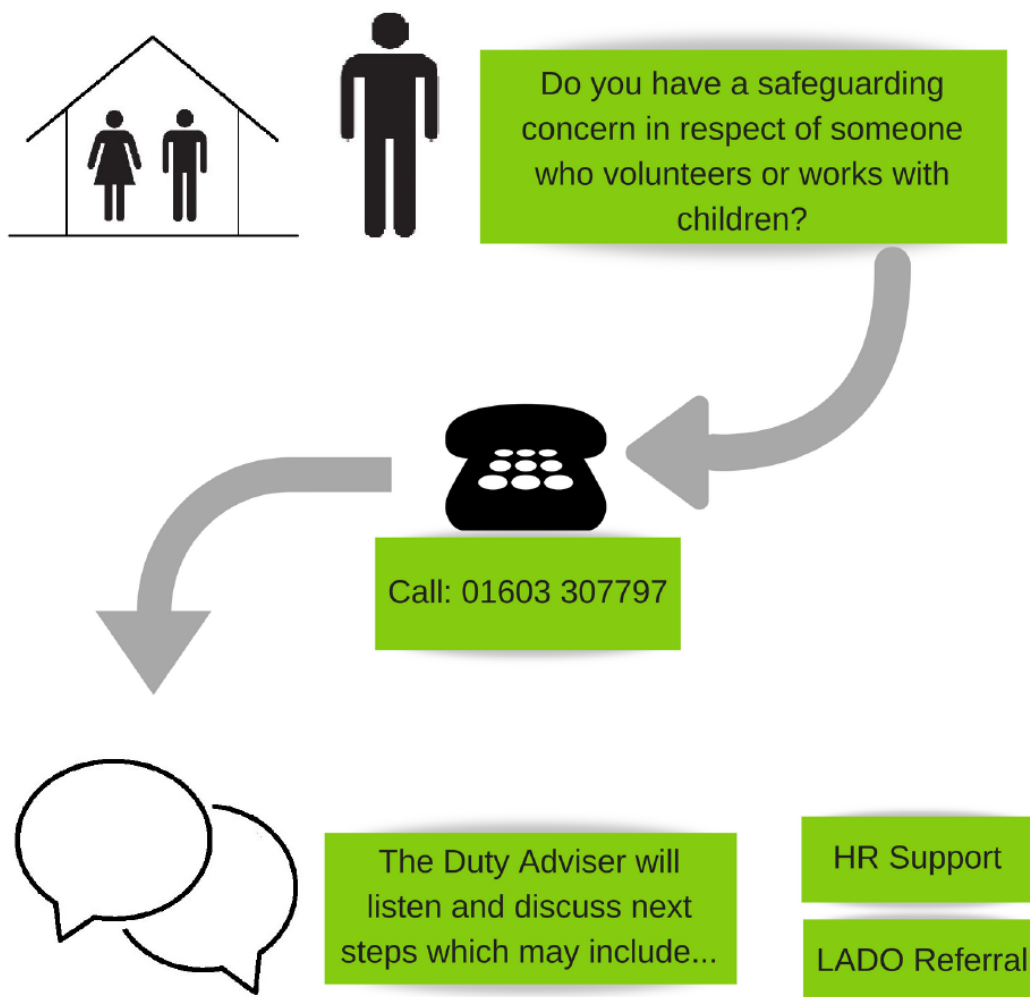 Do you have a safeguarding
concern in respect of someone
who volunteers or works with
children?
Call: 01603 307797
The Duty Adviser will
listen and discuss next
steps which may include...
HR Support
LADO Referral